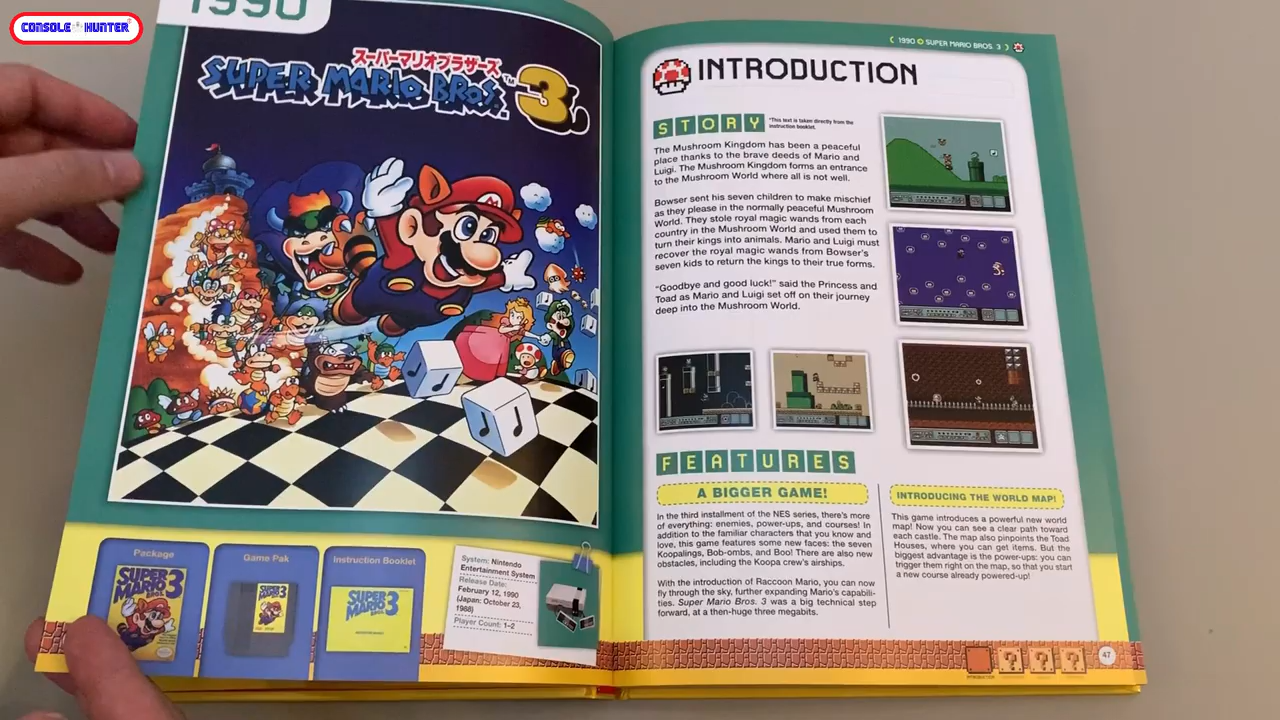 CONSOLE HUNTER
1990
スーパーマリオブラザーズ
SUPER MARIO BROS. 3
TM
Package
Game Pak
Instruction Booklet
SUPER
MARIO
BROS.
3
SUPER
MARIO
BROS.
3
System: Nintendo
Entertainment System
Release Date:
February 12, 1990
(Japan: October 23,
1988)
Player Count: 1–2
1990 SUPER MARIO BROS. 3
INTRODUCTION
STORY
*This text is taken directly from the
instruction booklet.
The Mushroom Kingdom has been a peaceful
place thanks to the brave deeds of Mario and
Luigi. The Mushroom Kingdom forms an entrance
to the Mushroom World where all is not well.
Bowser sent his seven children to make mischief
as they please in the normally peaceful Mushroom
World. They stole royal magic wands from each
country in the Mushroom World and used them to
turn their kings into animals. Mario and Luigi must
recover the royal magic wands from Bowser's
seven kids to return the kings to their true forms.
“Goodbye and good luck!” said the Princess and
Toad as Mario and Luigi set off on their journey
deep into the Mushroom World.
FEATURES
A BIGGER GAME!
In the third installment of the NES series, there's more
of everything: enemies, power-ups, and courses! In
addition to the familiar characters that you know and
love, this game features some new faces: the seven
Koopalings, Bob-ombs, and Boo! There are also new
obstacles, including the Koopa crew's airships.
With the introduction of Raccoon Mario, you can now
fly through the sky, further expanding Mario's capabili-
ties. Super Mario Bros. 3 was a big technical step
forward, at a then-huge three megabits.
INTRODUCING THE WORLD MAP!
This game introduces a powerful new world
map! Now you can see a clear path toward
each castle. The map also pinpoints the Toad
Houses, where you can get items. But the
biggest advantage is the power-ups: you can
trigger them right on the map, so that you start
a new course already powered-up!
INTRODUCTION
47